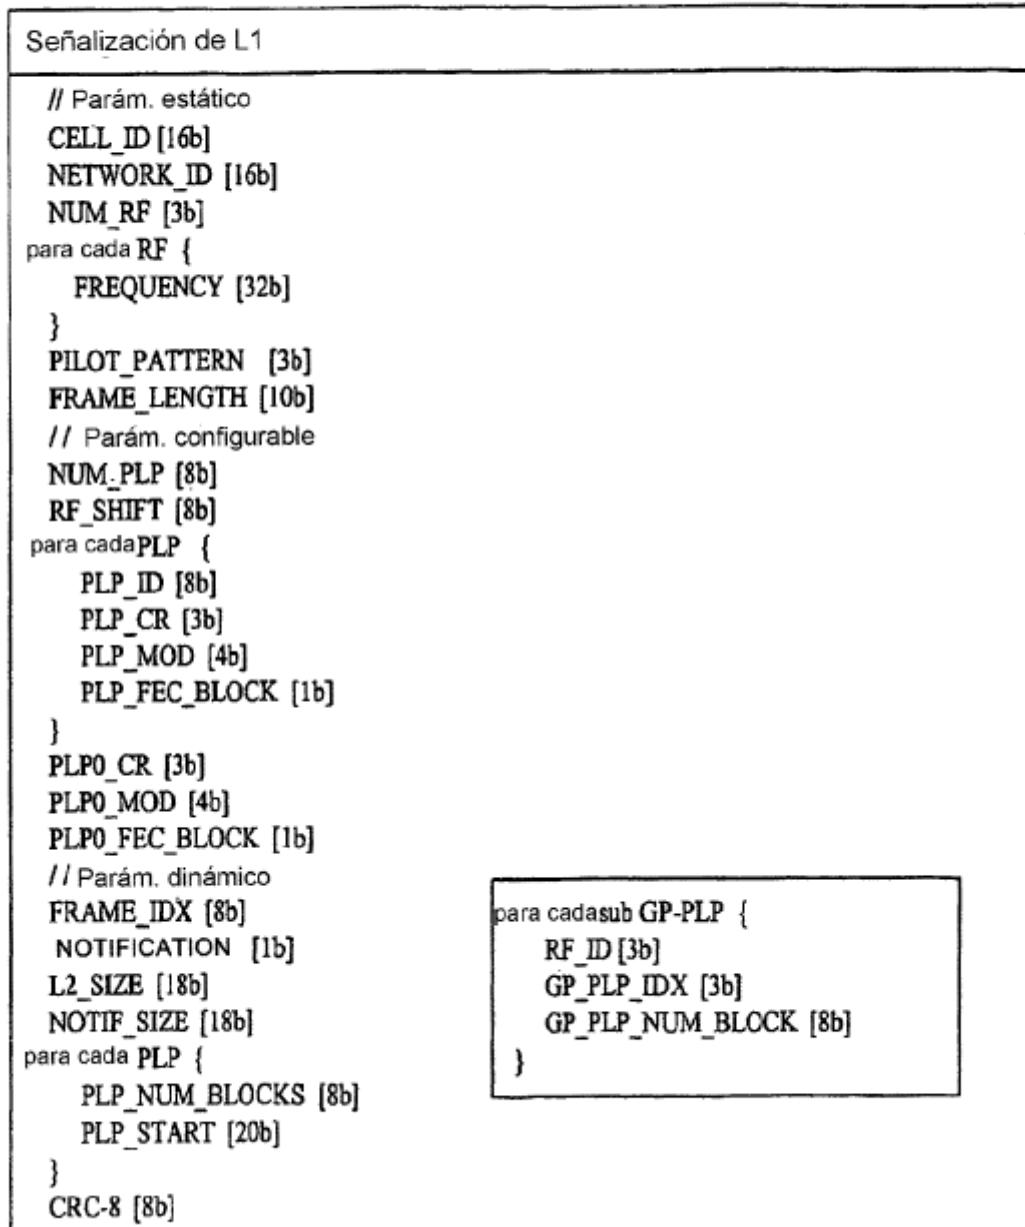 Señalización de L1
// Parám. estático
CELL_ID [16b]
NETWORK_ID [16b]
NUM_RF [3b]
para cada RF {
FREQUENCY [32b]
}
PILOT_PATTERN [3b]
FRAME_LENGTH [10b]
// Parám. configurable
NUM_PLP [8b]
RF_SHIFT [8b]
para cada PLP {
PLP_ID [8b]
PLP_CR [3b]
PLP_MOD [4b]
PLP_FEC_BLOCK [1b]
}
PLP0_CR [3b]
PLP0_MOD [4b]
PLP0_FEC_BLOCK [1b]
// Parám. dinámico
FRAME_IDX [8b]
NOTIFICATION [1b]
L2_SIZE [18b]
NOTIF_SIZE [18b]
para cada PLP {
PLP_NUM_BLOCKS [8b]
PLP_START [20b]
}
CRC-8 [8b]
para cada sub GP-PLP {
RF_ID [3b]
GP_PLP_IDX [3b]
GP_PLP_NUM_BLOCK [8b]
}